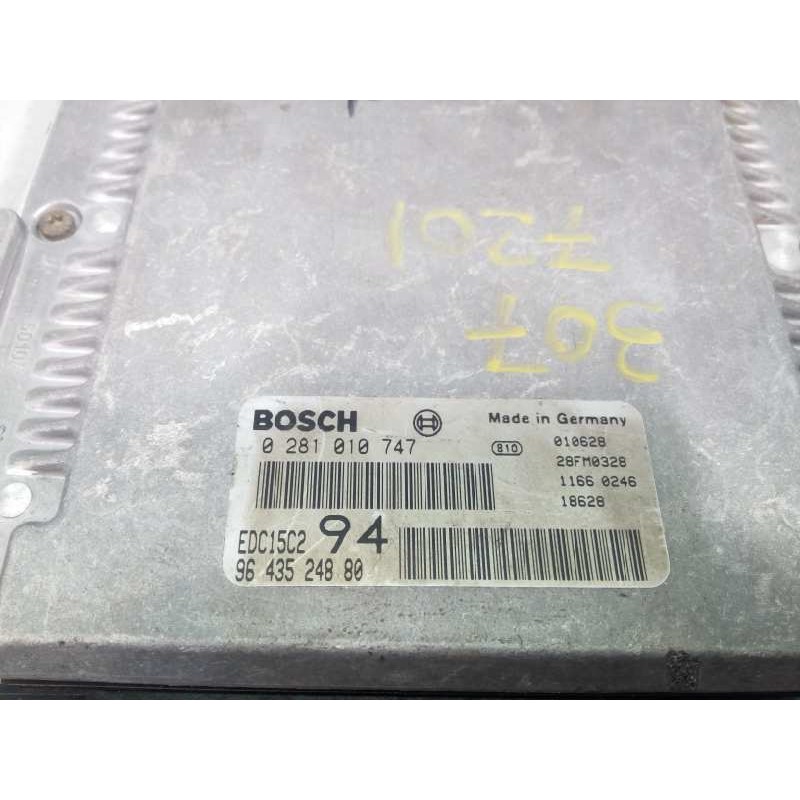 7201
307
BOSCH
Made in Germany
0 281 010 747
810
010628
28FM0328
1166 0246
18628
EDC15C2 94
96 435 248 80